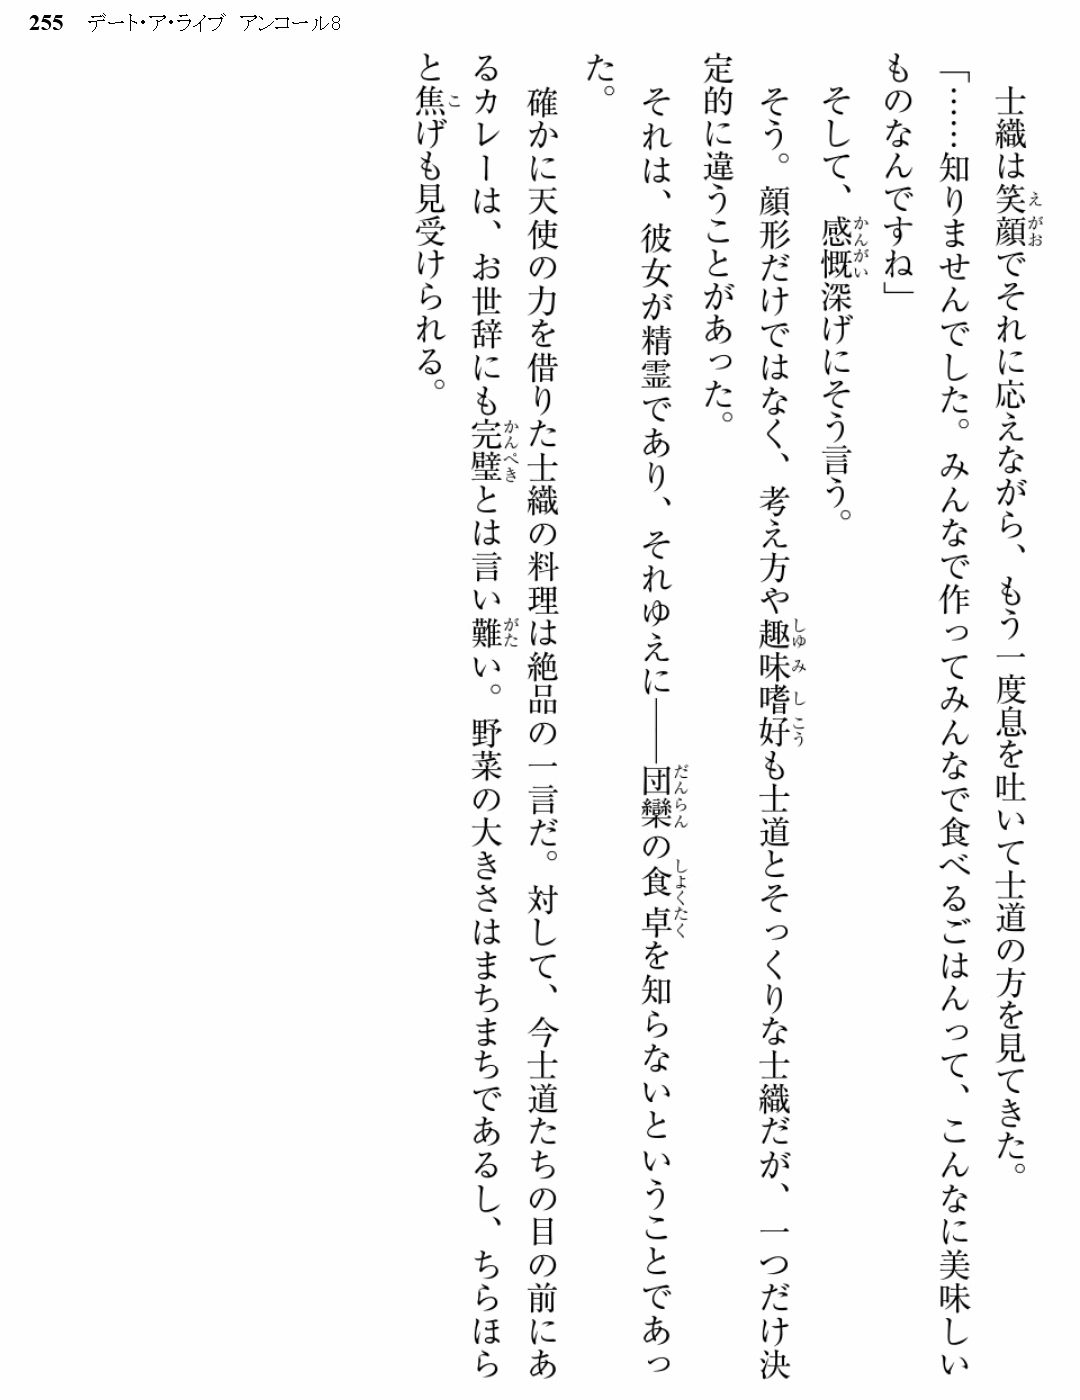 255 デート・ア・ライブ アンコール8
士織は笑顔でそれに応えながら、もう一度息を吐いて士道の方を見てきた。
「……知りませんでした。みんなで作ってみんなで食べるごはんって、こんなに美味しい
ものなんですね」
そして、感慨深げにそう言う。
そう。顔形だけではなく、考え方や趣味嗜好も士道とそっくりな士織だが、一つだけ決
定的に違うことがあった。
それは、彼女が精霊であり、それゆえに――団欒の食卓を知らないということであっ
た。
確かに天使の力を借りた士織の料理は絶品の一言だ。対して、今士道たちの目の前にあ
るカレーは、お世辞にも完璧とは言い難い。野菜の大きさはまちまちであるし、ちらほら
と焦げも見受けられる。